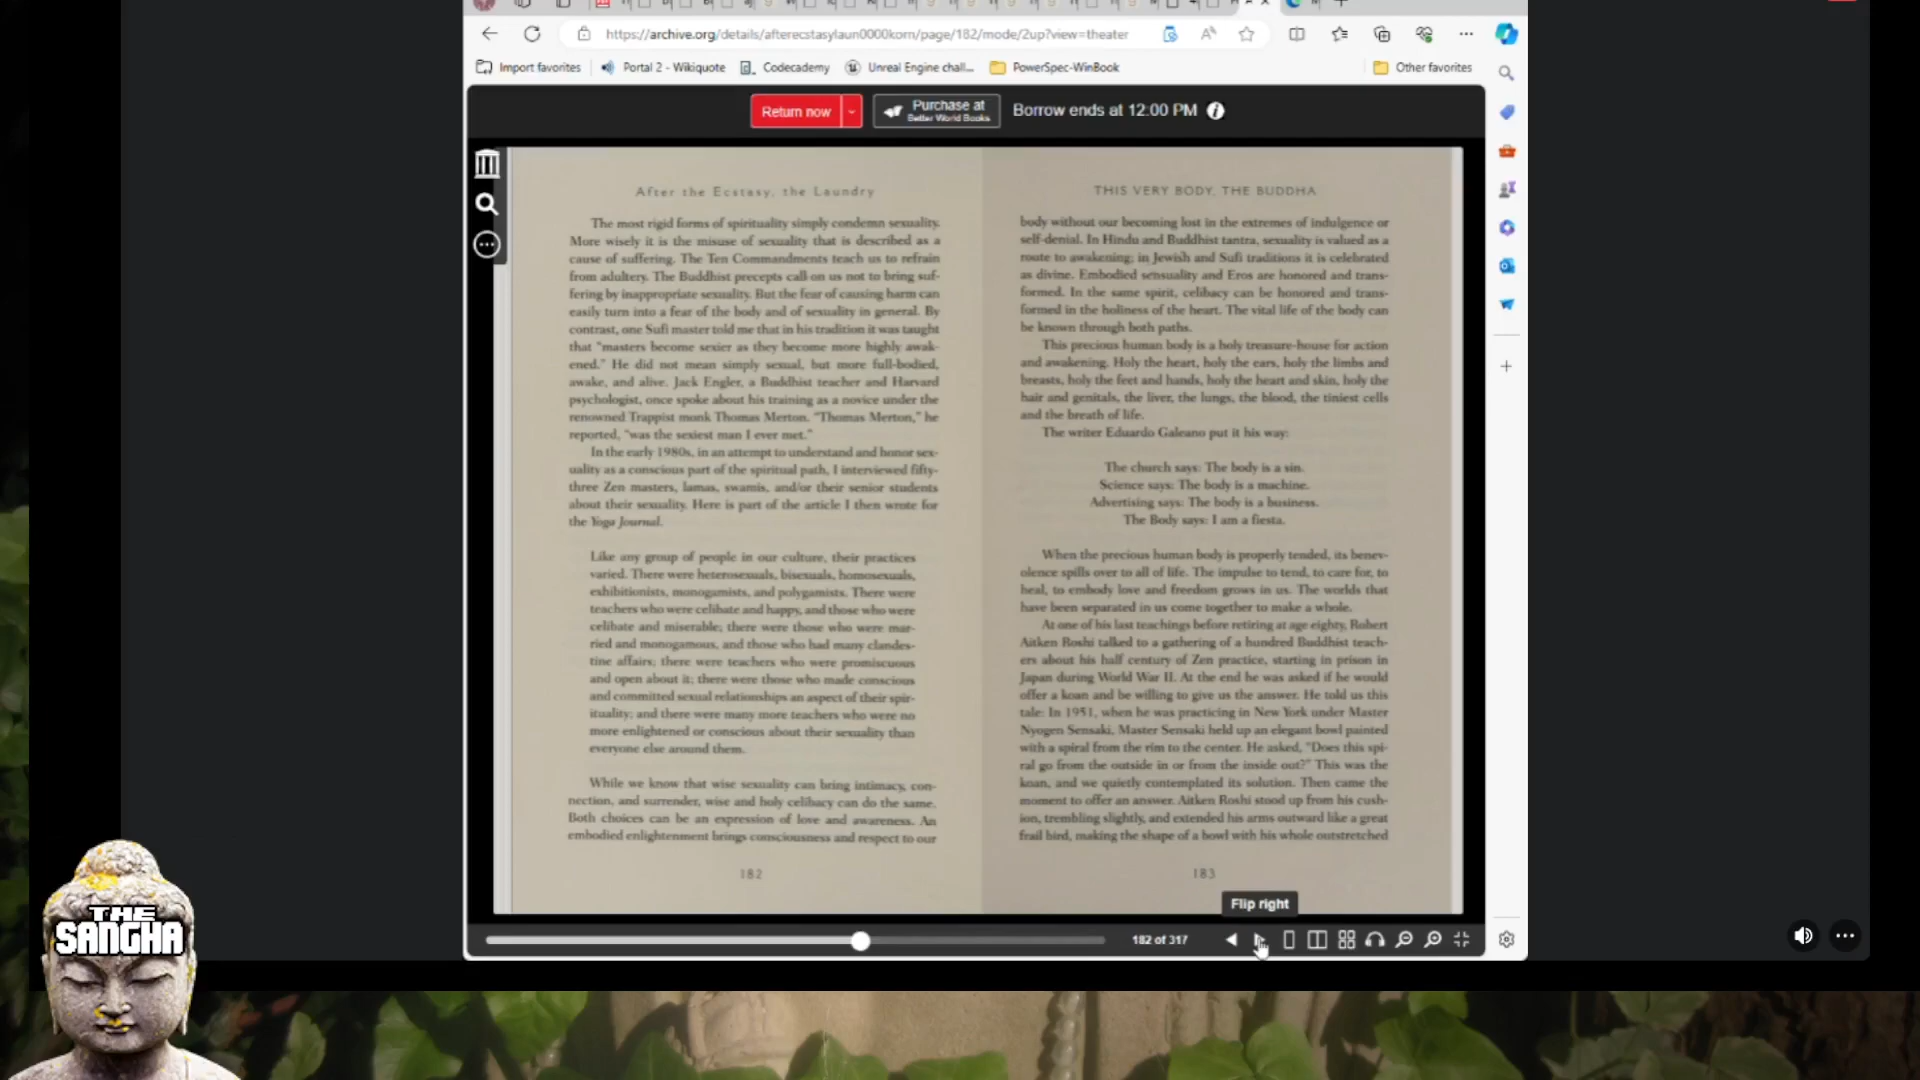 https://archive.org/details/afterecstasylaun0000korn/page/182/mode/2up?view=theater
Import favorites
Portal 2 - Wikiquote
Codecademy
Unreal Engine chall...
PowerSpec-WinBook
Other favorites
Return now
Purchase at
Better World Books
Borrow ends at 12:00 PM
After the Ecstasy, the Laundry
The most rigid forms of spirituality simply condemn sexuality.
More wisely it is the misuse of sexuality that is described as a
cause of suffering. The Ten Commandments teach us to refrain
from adultery. The Buddhist precepts call on us not to bring suf-
fering by inappropriate sexuality. But the fear of causing harm can
easily turn into a fear of the body and of sexuality in general. By
contrast, one Sufi master told me that in his tradition it was taught
that "masters become sexier as they become more highly awak-
ened." He did not mean simply sexual, but more full-bodied,
awake, and alive. Jack Engler, a Buddhist teacher and Harvard
psychologist, once spoke about his training as a novice under the
renowned Trappist monk Thomas Merton. "Thomas Merton," he
reported, "was the sexiest man I ever met."
In the early 1980s, in an attempt to understand and honor sex-
uality as a conscious part of the spiritual path, I interviewed fifty-
three Zen masters, lamas, swamis, and/or their senior students
about their sexuality. Here is part of the article I then wrote for
the Yoga Journal.
Like any group of people in our culture, their practices
varied. There were heterosexuals, bisexuals, homosexuals,
exhibitionists, monogamists, and polygamists. There were
teachers who were celibate and happy, and those who were
celibate and miserable; there were those who were mar-
ried and monogamous, and those who had many clandes-
tine affairs; there were teachers who were promiscuous
and open about it; there were those who made conscious
and committed sexual relationships an aspect of their spir-
ituality; and there were many more teachers who were no
more enlightened or conscious about their sexuality than
everyone else around them.
While we know that wise sexuality can bring intimacy, con-
nection, and surrender, wise and holy celibacy can do the same.
Both choices can be an expression of love and awareness. An
embodied enlightenment brings consciousness and respect to our
182
THIS VERY BODY, THE BUDDHA
body without our becoming lost in the extremes of indulgence or
self-denial. In Hindu and Buddhist tantra, sexuality is valued as a
route to awakening; in Jewish and Sufi traditions it is celebrated
as divine. Embodied sensuality and Eros are honored and trans-
formed. In the same spirit, celibacy can be honored and trans-
formed in the holiness of the heart. The vital life of the body can
be known through both paths.
This precious human body is a holy treasure-house for action
and awakening. Holy the heart, holy the ears, holy the limbs and
breasts, holy the feet and hands, holy the heart and skin, holy the
hair and genitals, the liver, the lungs, the blood, the tiniest cells
and the breath of life.
The writer Eduardo Galeano put it his way:
The church says: The body is a sin.
Science says: The body is a machine.
Advertising says: The body is a business.
The Body says: I am a fiesta.
When the precious human body is properly tended, its benev-
olence spills over to all of life. The impulse to tend, to care for, to
heal, to embody love and freedom grows in us. The worlds that
have been separated in us come together to make a whole.
At one of his last teachings before retiring at age eighty, Robert
Aitken Roshi talked to a gathering of a hundred Buddhist teach-
ers about his half century of Zen practice, starting in prison in
Japan during World War II. At the end he was asked if he would
offer a koan and be willing to give us the answer. He told us this
tale: In 1951, when he was practicing in New York under Master
Nyogen Sensaki, Master Sensaki held up an elegant bowl painted
with a spiral from the rim to the center. He asked, "Does this spi-
ral go from the outside in or from the inside out?" This was the
koan, and we quietly contemplated its solution. Then came the
moment to offer an answer. Aitken Roshi stood up from his cush-
ion, trembling slightly, and extended his arms outward like a great
frail bird, making the shape of a bowl with his whole outstretched
183
Flip right
182 of 317
THE
SANGHA